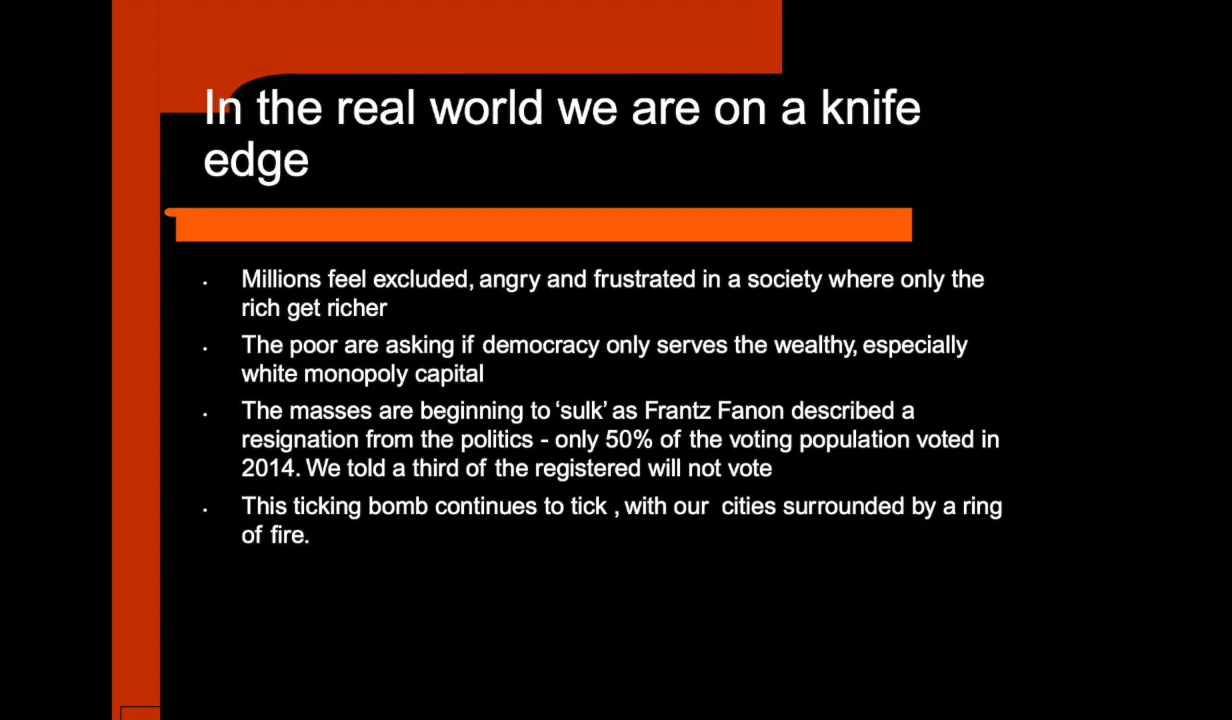 In the real world we are on a knife
edge
• Millions feel excluded, angry and frustrated in a society where only the
rich get richer
• The poor are asking if democracy only serves the wealthy, especially
white monopoly capital
• The masses are beginning to ‘sulk’ as Frantz Fanon described a
resignation from the politics - only 50% of the voting population voted in
2014. We told a third of the registered will not vote
• This ticking bomb continues to tick , with our  cities surrounded by a ring
of fire.